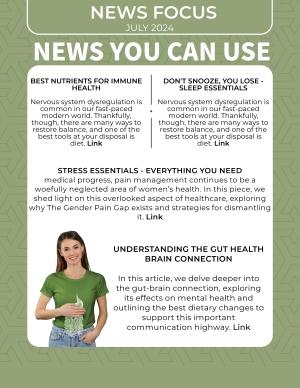 NEWS FOCUS
JULY 2024
NEWS YOU CAN USE
BEST NUTRIENTS FOR IMMUNE
HEALTH
Nervous system dysregulation is
common in our fast-paced
modern world. Thankfully,
though, there are many ways to
restore balance, and one of the
best tools at your disposal is
diet. Link
DON'T SNOOZE, YOU LOSE -
SLEEP ESSENTIALS
Nervous system dysregulation is
common in our fast-paced
modern world. Thankfully,
though, there are many ways to
restore balance, and one of the
best tools at your disposal is
diet. Link
STRESS ESSENTIALS - EVERYTHING YOU NEED
medical progress, pain management continues to be a
woefully neglected area of women's health. In this piece, we
shed light on this overlooked aspect of healthcare, exploring
why The Gender Pain Gap exists and strategies for dismantling
it. Link
UNDERSTANDING THE GUT HEALTH
BRAIN CONNECTION
In this article, we delve deeper into
the gut-brain connection, exploring
its effects on mental health and
outlining the best dietary changes to
support this important
communication highway. Link